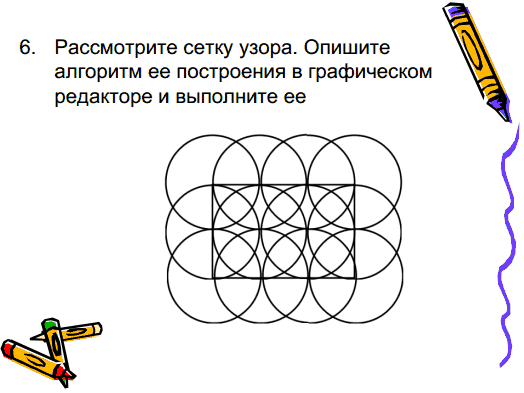 6. Рассмотрите сетку узора. Опишите
алгоритм ее построения в графическом
редакторе и выполните ее